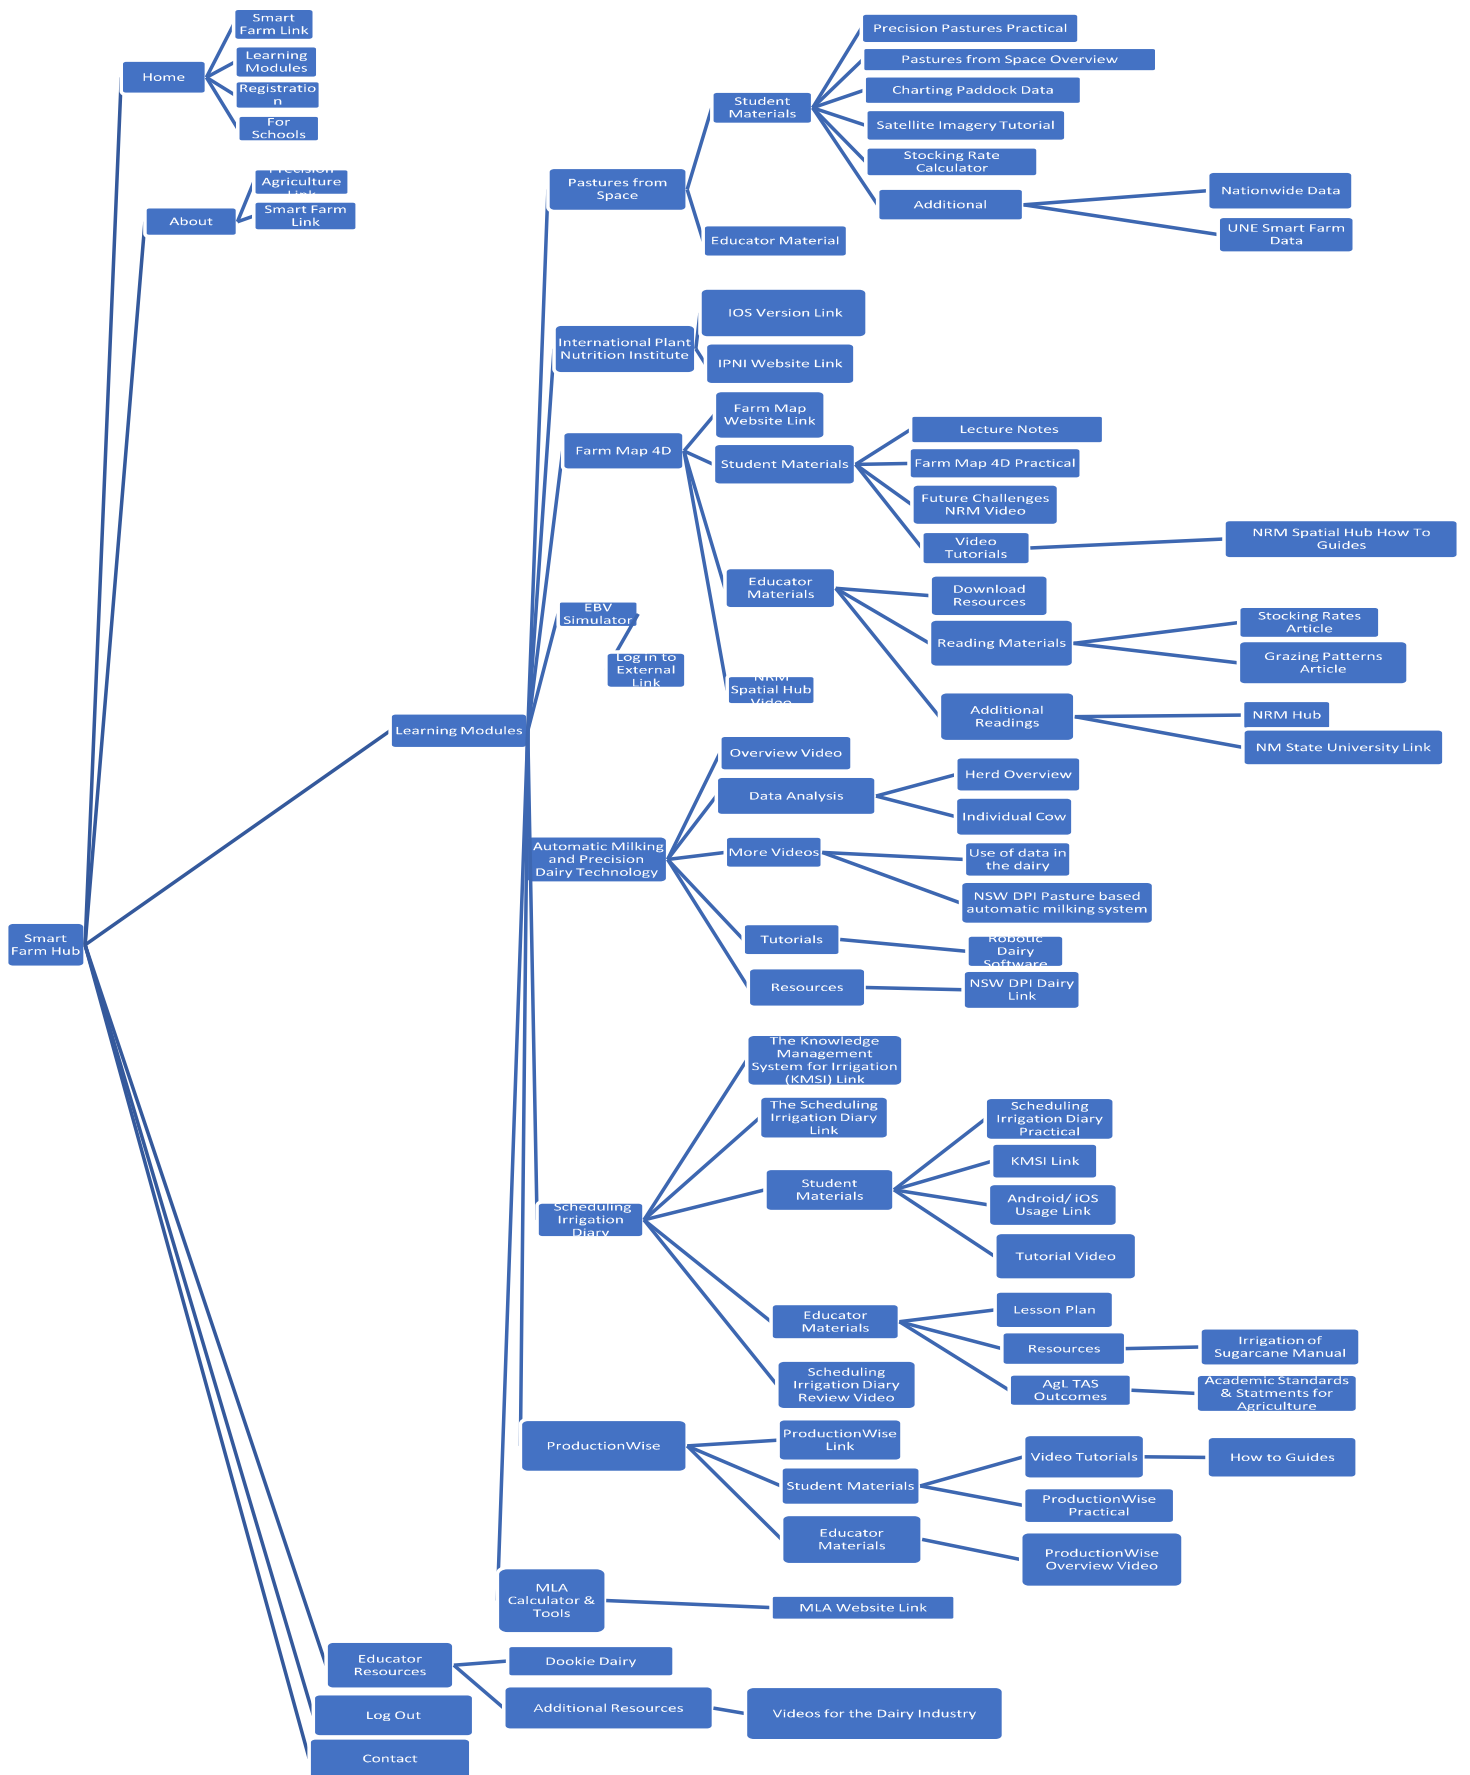 Smart
Farm Hub
Home
Smart
Farm Link
Learning
Modules
Registratio
n
For
Schools
About
Precision
Agriculture
Link
Smart Farm
Link
Learning Modules
Pastures from
Space
Student
Materials
Precision Pastures Practical
Pastures from Space Overview
Charting Paddock Data
Satellite Imagery Tutorial
Stocking Rate
Calculator
Additional
Nationwide Data
UNE Smart Farm
Data
Educator Material
International Plant
Nutrition Institute
IOS Version Link
IPNI Website Link
Farm Map 4D
Farm Map
Website Link
Student Materials
Lecture Notes
Farm Map 4D Practical
Future Challenges
NRM Video
Video
Tutorials
NRM Spatial Hub How To
Guides
Educator
Materials
Download
Resources
Reading Materials
Stocking Rates
Article
Grazing Patterns
Article
Additional
Readings
NRM Hub
NM State University Link
NRM
Spatial Hub
Video
EBV
Simulator
Log in to
External
Link
Automatic Milking
and Precision
Dairy Technology
Overview Video
Data Analysis
Herd Overview
Individual Cow
More Videos
Use of data in
the dairy
NSW DPI Pasture based
automatic milking system
Tutorials
Robotic
Dairy
Software
Resources
NSW DPI Dairy
Link
Scheduling
Irrigation
Diary
The Knowledge
Management
System for Irrigation
(KMSI) Link
The Scheduling
Irrigation Diary
Link
Student
Materials
Scheduling
Irrigation Diary
Practical
KMSI Link
Android/ iOS
Usage Link
Tutorial Video
Educator
Materials
Lesson Plan
Resources
Irrigation of
Sugarcane Manual
AgL TAS
Outcomes
Academic Standards
& Statments for
Agriculture
Scheduling
Irrigation Diary
Review Video
ProductionWise
ProductionWise
Link
Student Materials
Video Tutorials
How to Guides
ProductionWise
Practical
Educator
Materials
ProductionWise
Overview Video
MLA
Calculator &
Tools
MLA Website Link
Educator
Resources
Dookie Dairy
Additional Resources
Videos for the Dairy Industry
Log Out
Contact